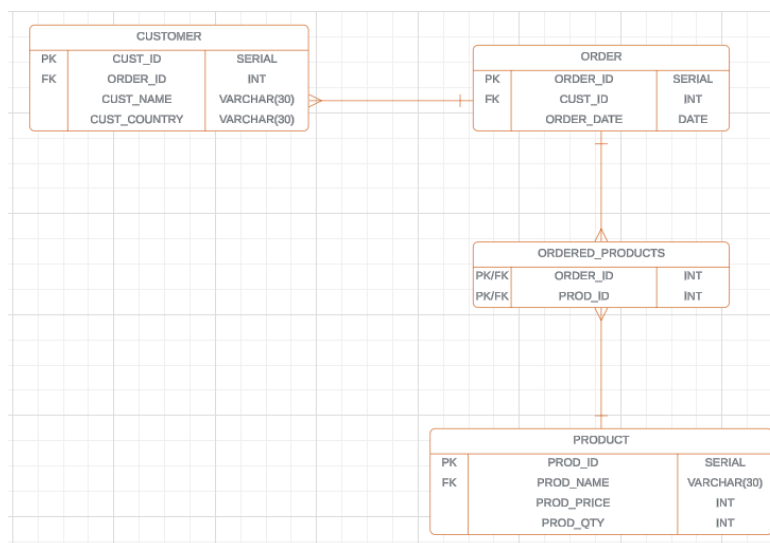 CUSTOMER
PK CUST_ID SERIAL
FK ORDER_ID INT
CUST_NAME VARCHAR(30)
CUST_COUNTRY VARCHAR(30)
ORDER
PK ORDER_ID SERIAL
FK CUST_ID INT
ORDER_DATE DATE
ORDERED_PRODUCTS
PK/FK ORDER_ID INT
PK/FK PROD_ID INT
PRODUCT
PK PROD_ID SERIAL
FK PROD_NAME VARCHAR(30)
PROD_PRICE INT
PROD_QTY INT